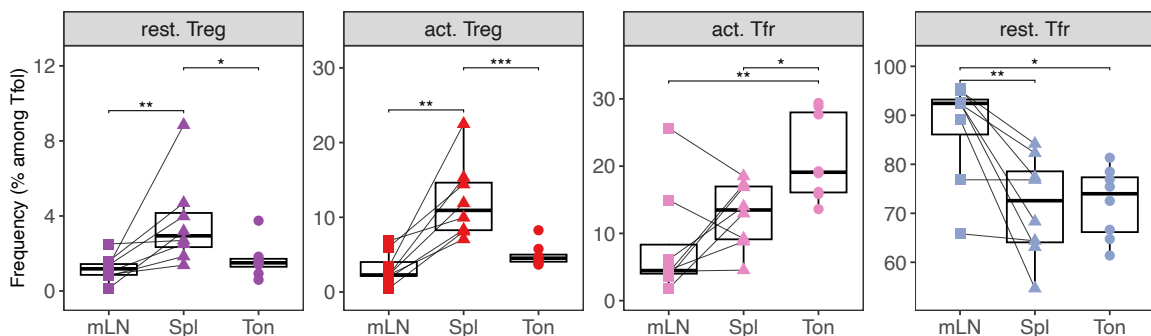 rest. Treg
act. Treg
act. Tfr
rest. Tfr
Frequency (% among Tfol)
12
8
4
0
**
*
mLN
Spl
Ton
30
20
10
0
**
***
mLN
Spl
Ton
30
20
10
0
**
*
mLN
Spl
Ton
100
90
80
70
60
**
*
mLN
Spl
Ton